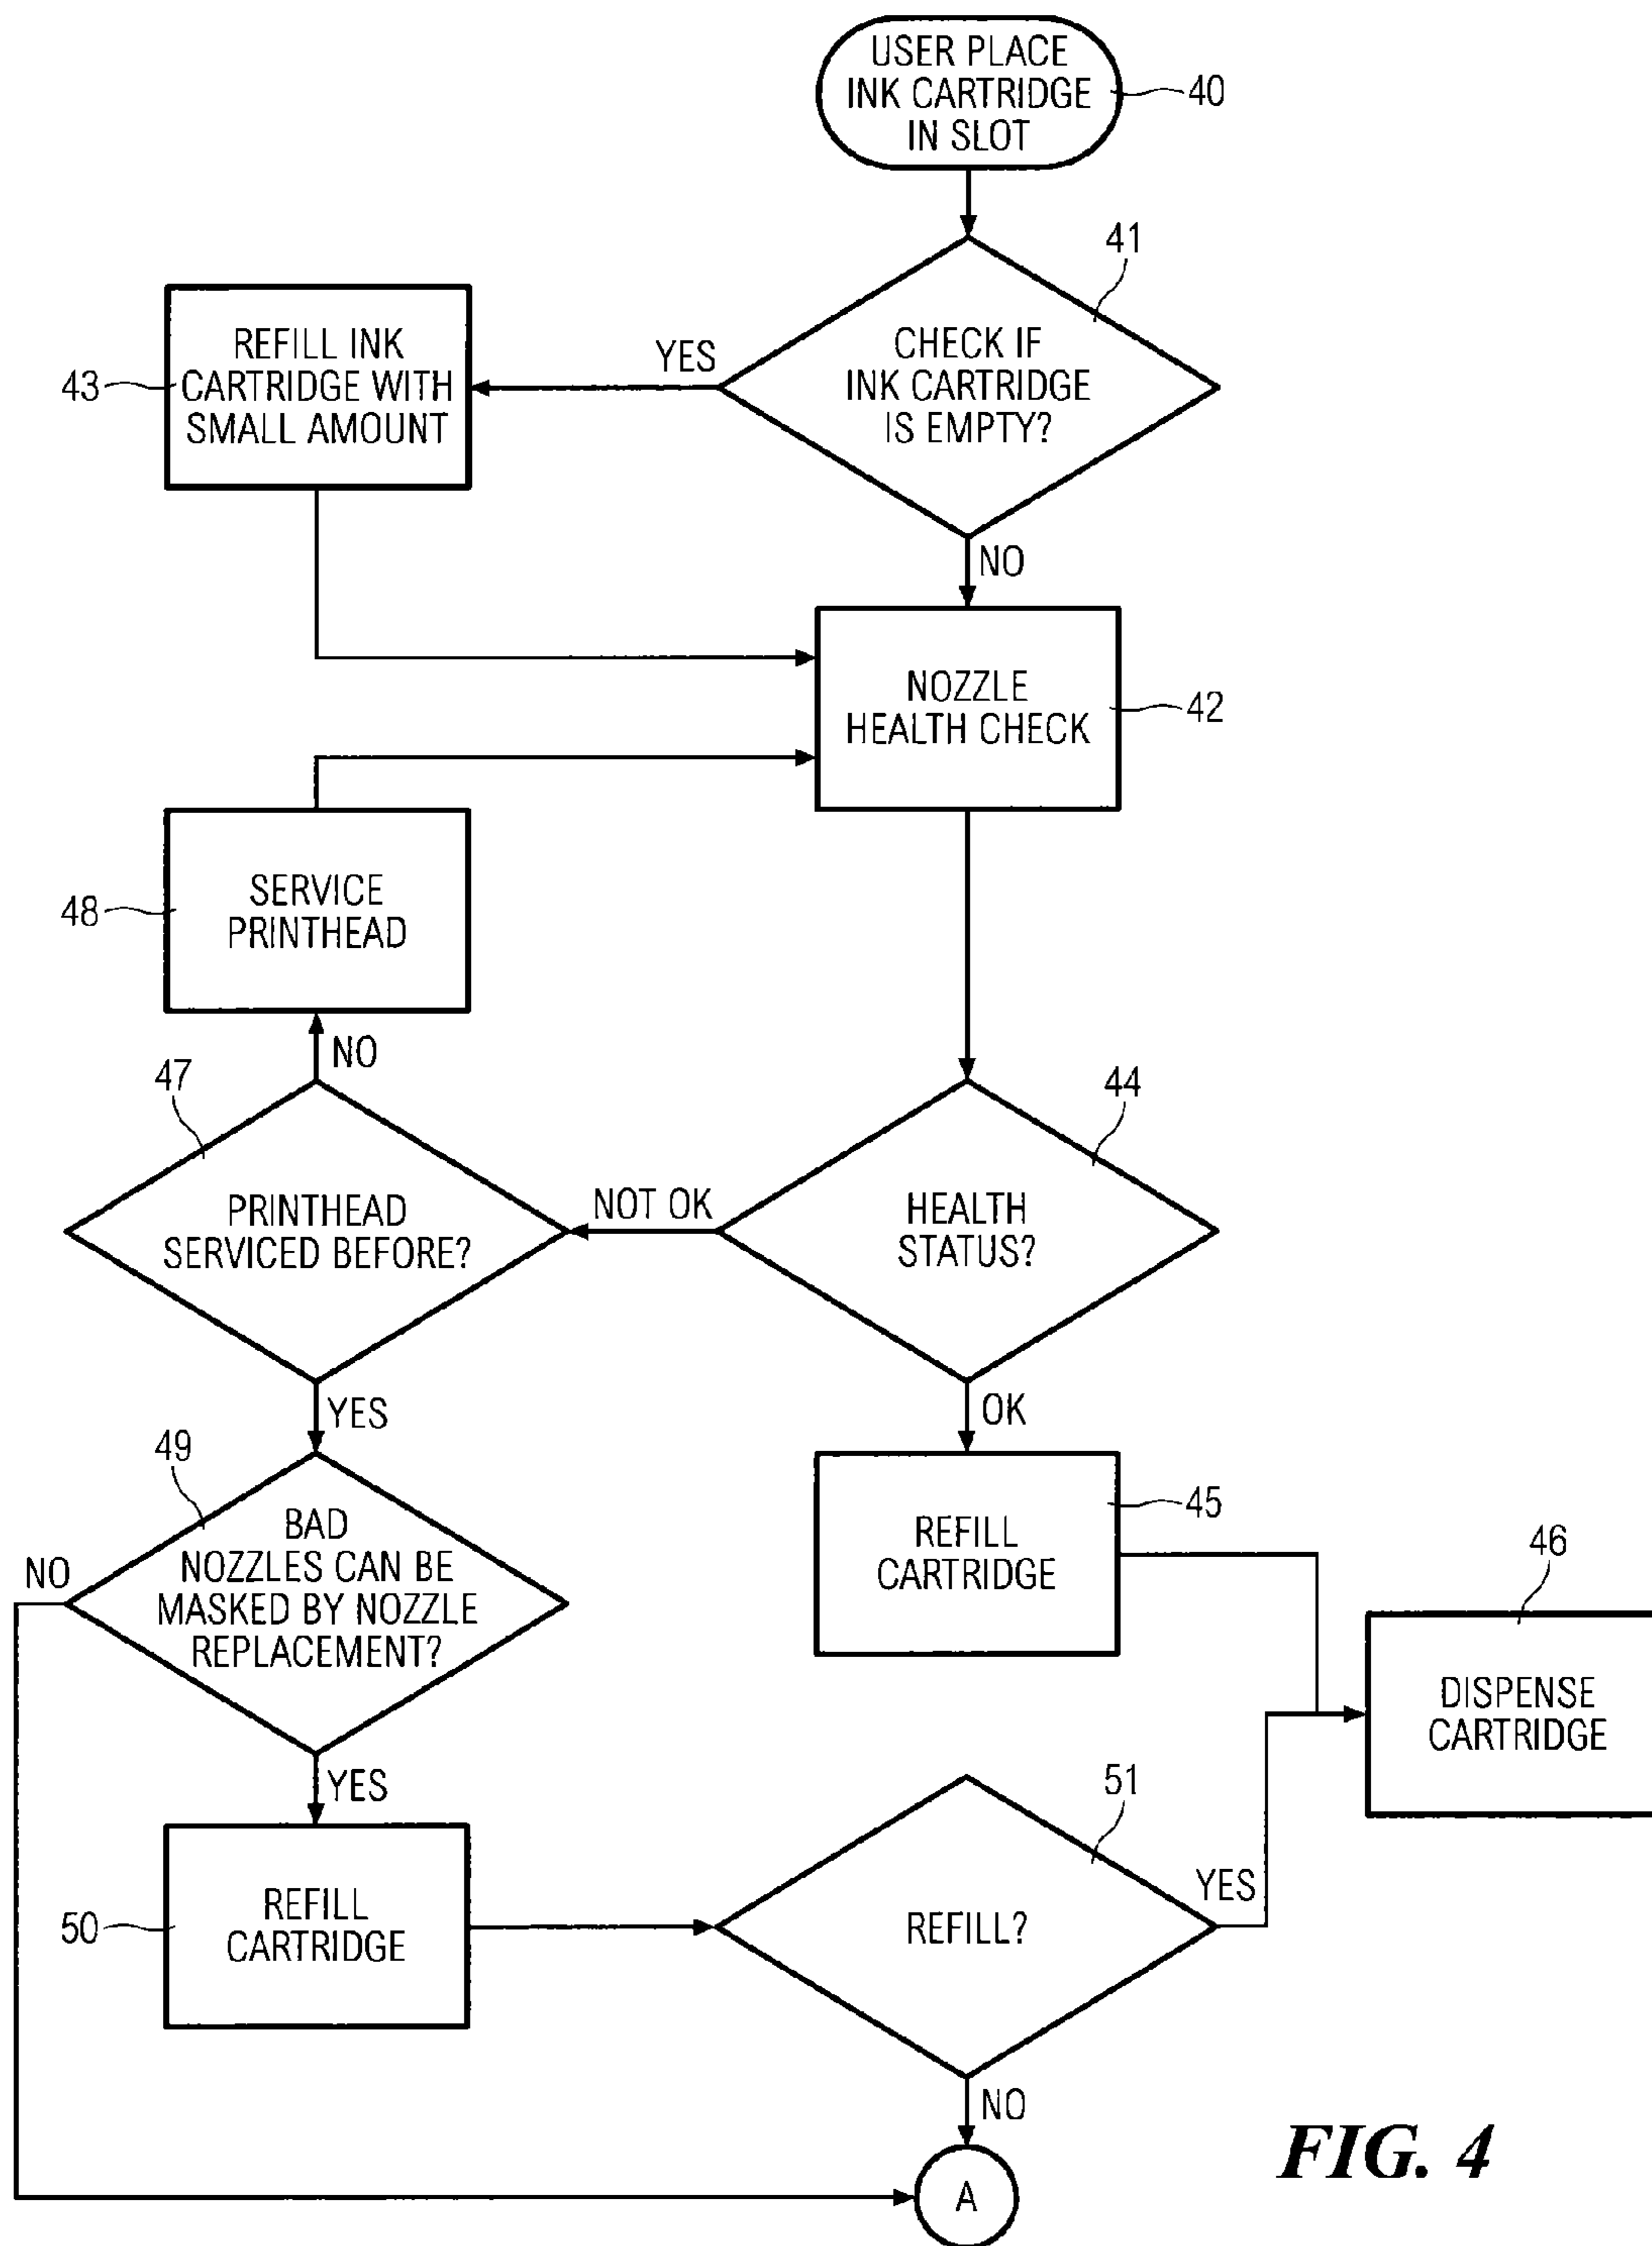 USER PLACE
INK CARTRIDGE
IN SLOT
40
41
CHECK IF
INK CARTRIDGE
IS EMPTY?
YES
REFILL INK
CARTRIDGE WITH
SMALL AMOUNT
43
NO
NOZZLE
HEALTH CHECK
42
SERVICE
PRINTHEAD
48
NO
47
PRINTHEAD
SERVICED BEFORE?
NOT OK
44
HEALTH
STATUS?
YES
OK
49
BAD
NOZZLES CAN BE
MASKED BY NOZZLE
REPLACEMENT?
NO
REFILL
CARTRIDGE
45
46
DISPENSE
CARTRIDGE
YES
REFILL
CARTRIDGE
50
51
REFILL?
YES
NO
A
FIG. 4